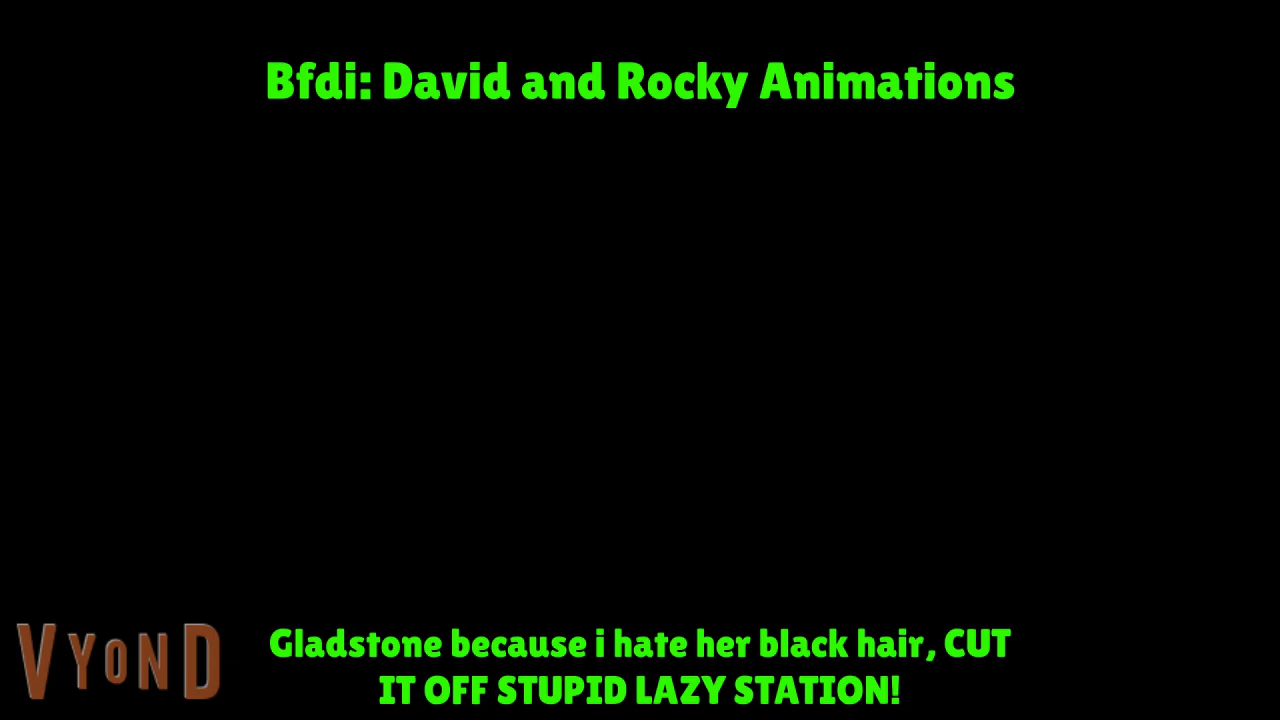 Bfdi: David and Rocky Animations
Gladstone because i hate her black hair, CUT
IT OFF STUPID LAZY STATION!
VYOND